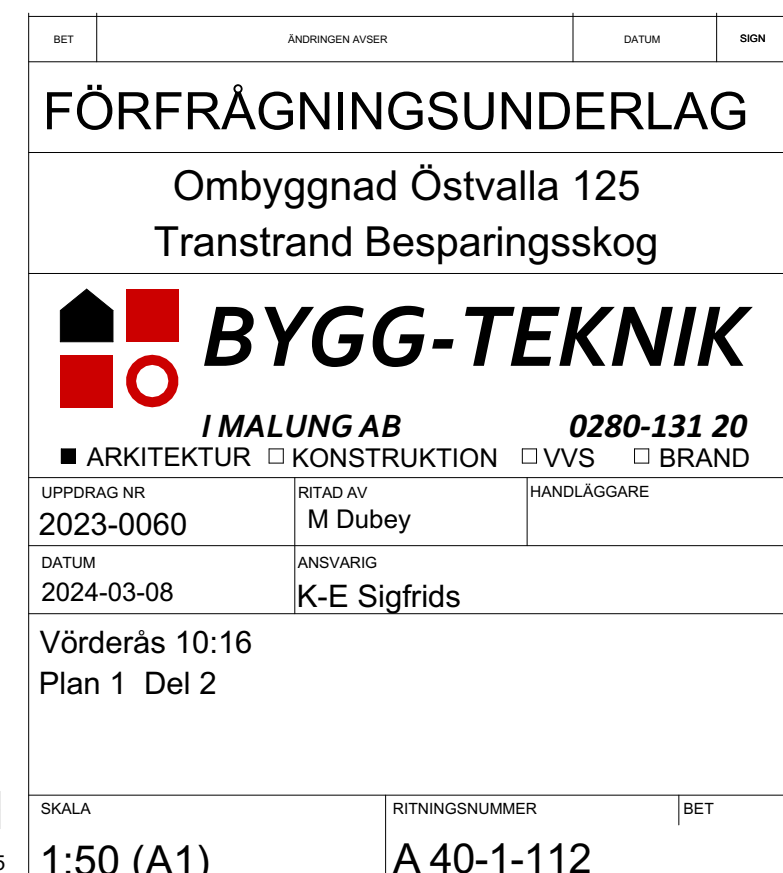 BET ÄNDRINGEN AVSER DATUM SIGN
FÖRFRÅGNINGSUNDERLAG
Ombyggnad Östvalla 125
Transtrand Besparingsskog
BYGG-TEKNIK
I MALUNG AB 0280-131 20
ARKITEKTUR KONSTRUKTION VVS BRAND
UPPDRAG NR RITAD AV HANDLÄGGARE
2023-0060 M Dubey
DATUM ANSVARIG
2024-03-08 K-E Sigfrids
Vörderås 10:16
Plan 1 Del 2
SKALA RITNINGSNUMMER BET
1:50 (A1) A 40-1-112